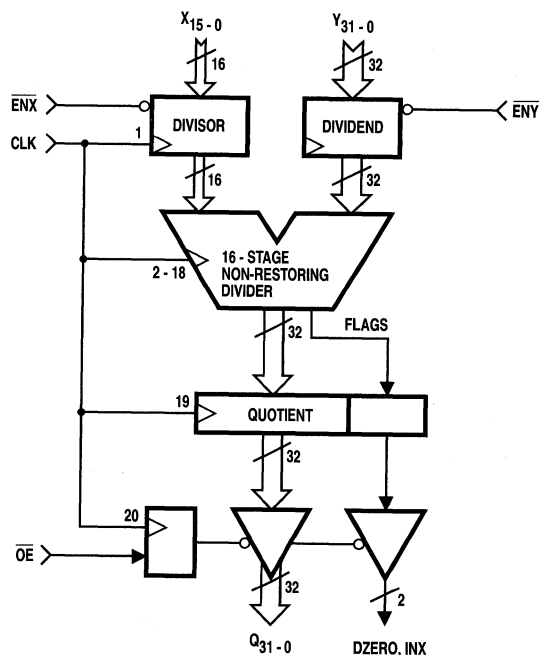 X15 - 0
Y31 - 0
16
32
ENX
ENY
DIVISOR
DIVIDEND
CLK
1
16
32
16 - STAGE
NON-RESTORING
DIVIDER
2 - 18
32
FLAGS
19
QUOTIENT
32
20
OE
32
2
Q31 - 0
DZERO, INX